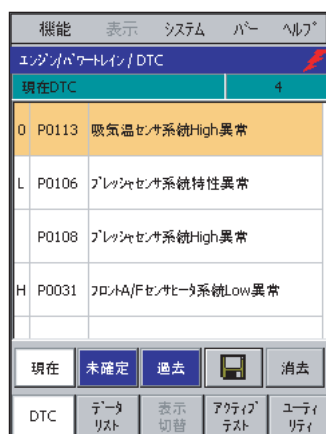 機能 表示 システム バー ヘルプ
エンジン/パワートレイン / DTC
現在DTC 4
0 P0113 吸気温センサ系統High異常
L P0106 プレッシャセンサ系統特性異常
P0108 プレッシャセンサ系統High異常
H P0031 フロントA/Fセンサヒータ系統Low異常
現在 未確定 過去 消去
DTC データ 表示 アクティブ ユーティ
リスト 切替 テスト リティ